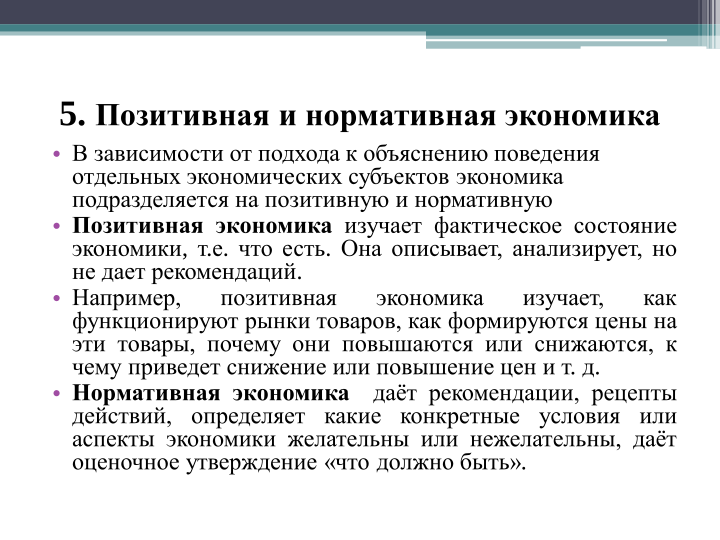 5. Позитивная и нормативная экономика
• В зависимости от подхода к объяснению поведения
отдельных экономических субъектов экономика
подразделяется на позитивную и нормативную
• Позитивная экономика изучает фактическое состояние
экономики, т.е. что есть. Она описывает, анализирует, но
не дает рекомендаций.
• Например, позитивная экономика изучает, как
функционируют рынки товаров, как формируются цены на
эти товары, почему они повышаются или снижаются, к
чему приведет снижение или повышение цен и т. д.
• Нормативная экономика даёт рекомендации, рецепты
действий, определяет какие конкретные условия или
аспекты экономики желательны или нежелательны, даёт
оценочное утверждение «что должно быть».